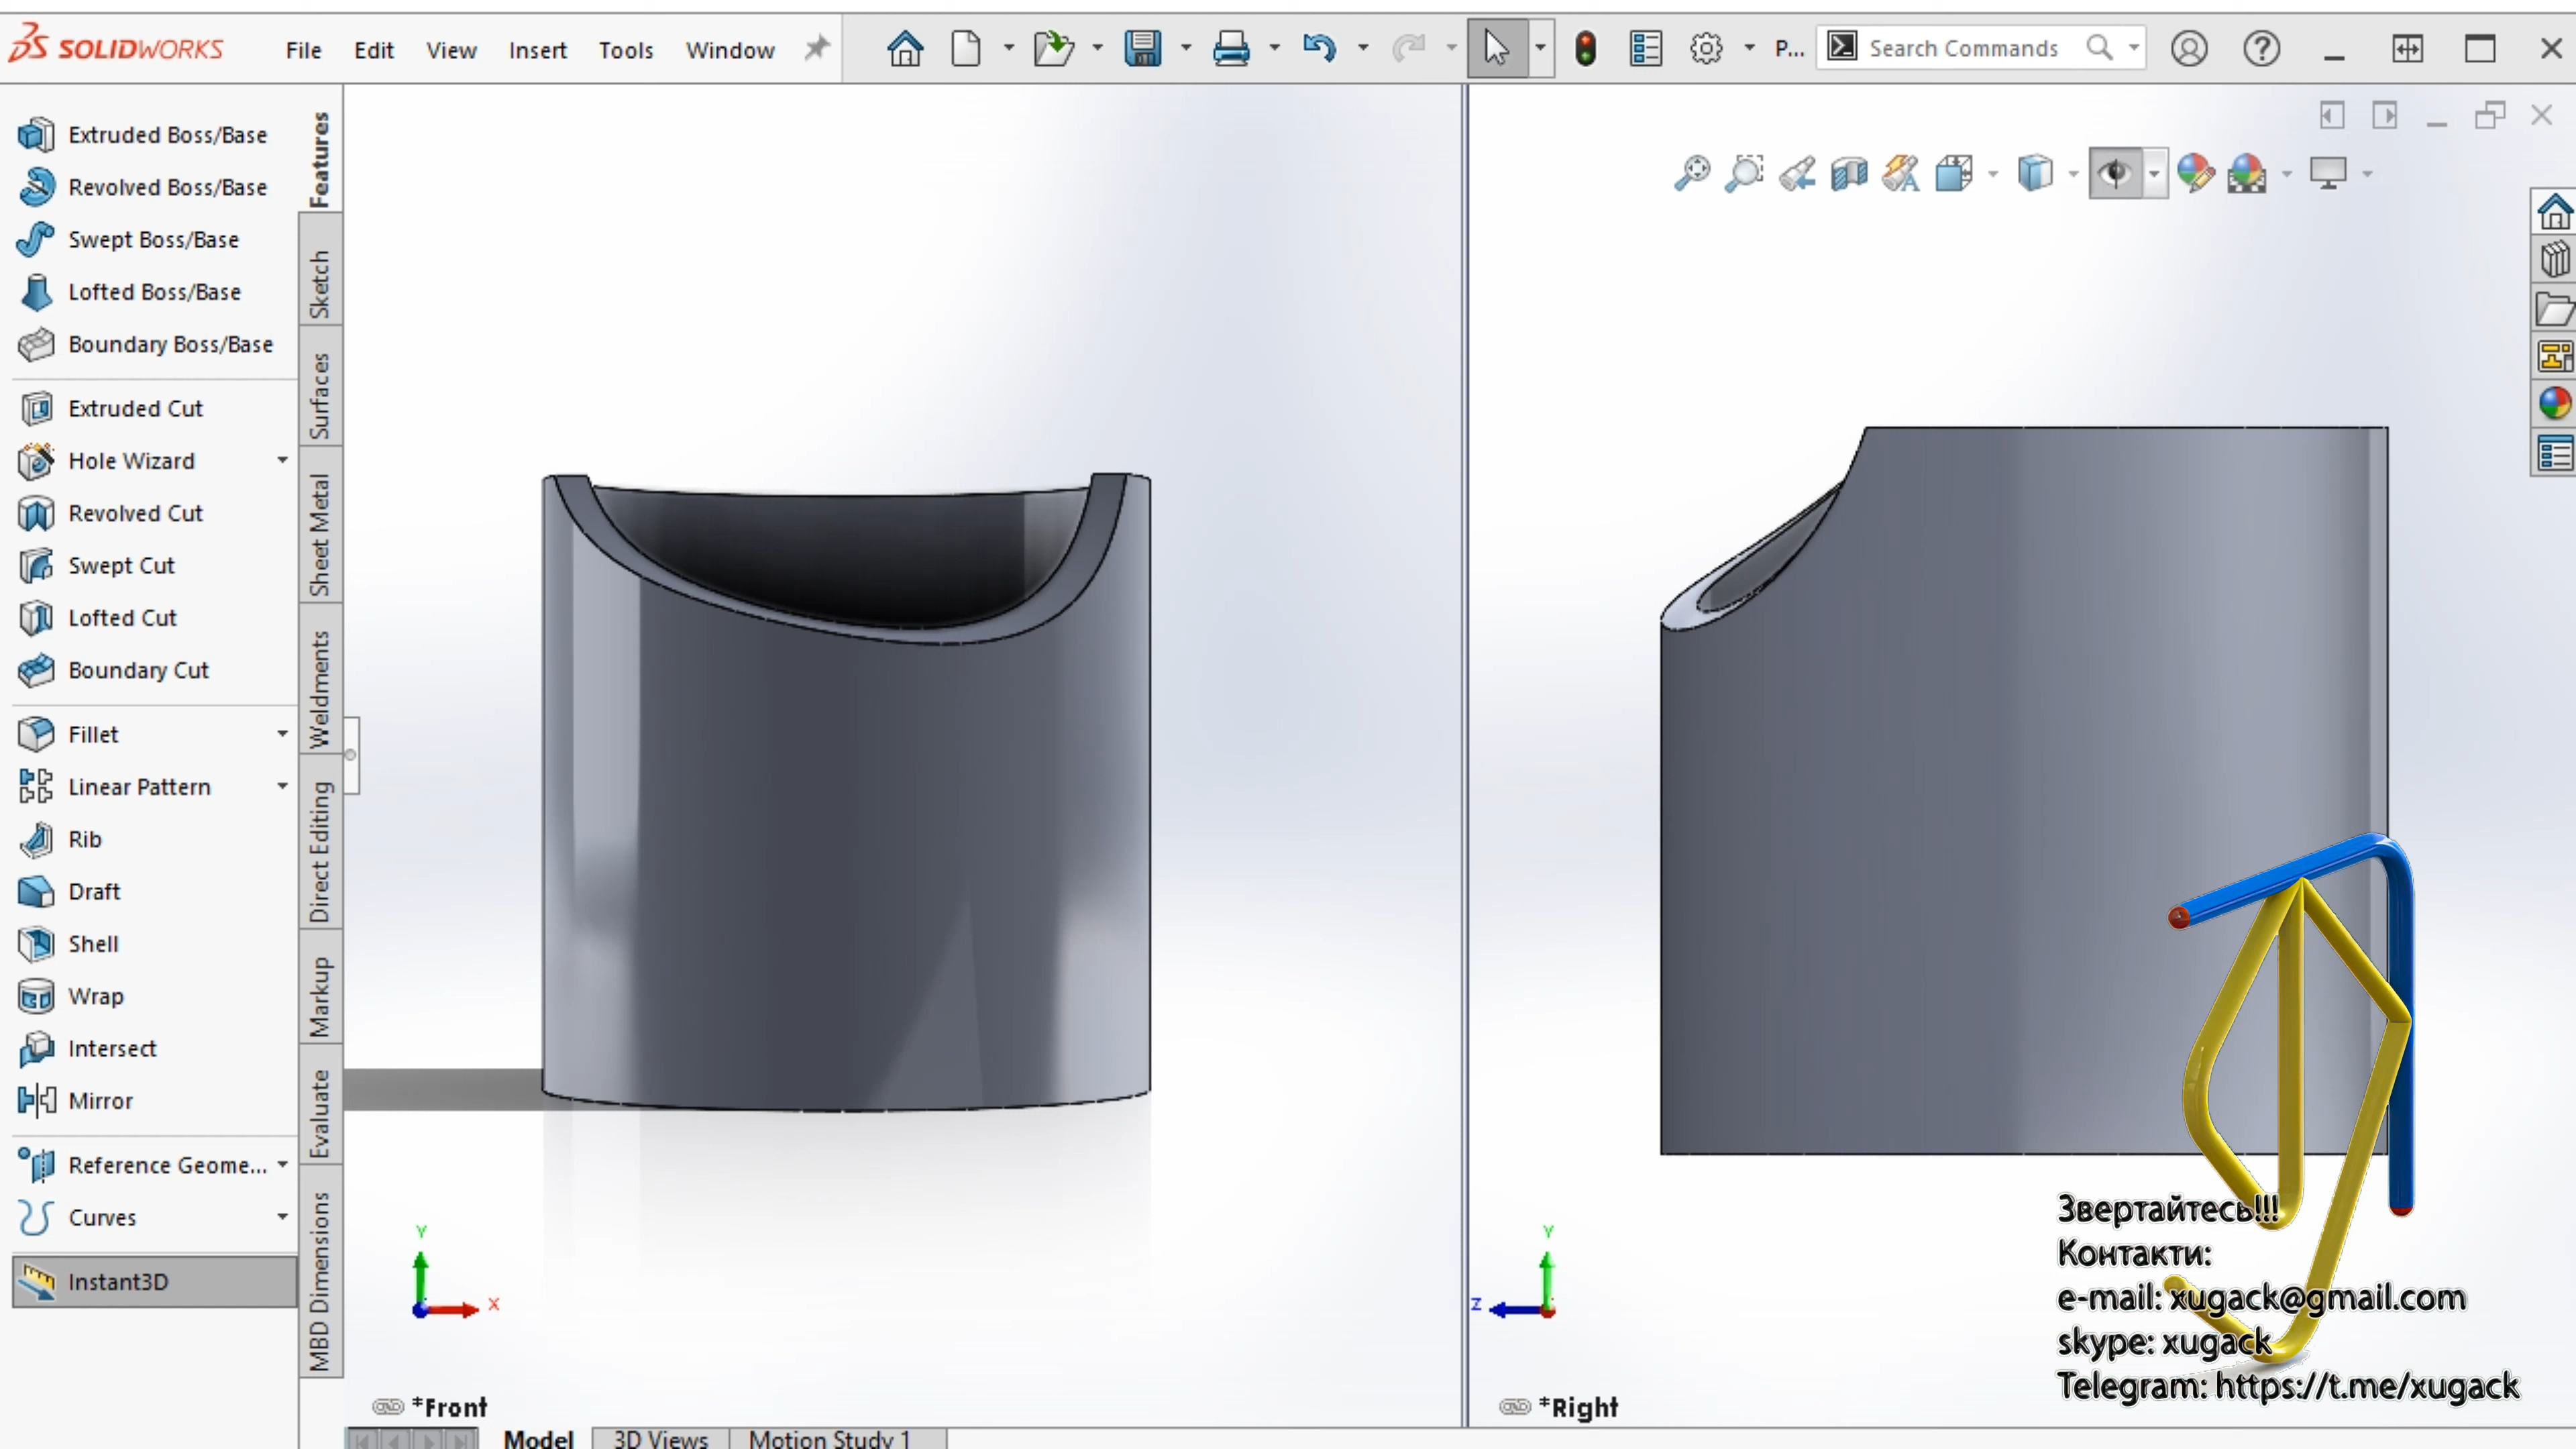 SOLIDWORKS
File Edit View Insert Tools Window
P...
Search Commands
Extruded Boss/Base
Revolved Boss/Base
Swept Boss/Base
Lofted Boss/Base
Boundary Boss/Base
Extruded Cut
Hole Wizard
Revolved Cut
Swept Cut
Lofted Cut
Boundary Cut
Fillet
Linear Pattern
Rib
Draft
Shell
Wrap
Intersect
Mirror
Reference Geome...
Curves
Instant3D
Features
Sketch
Surfaces
Sheet Metal
Weldments
Direct Editing
Markup
Evaluate
MBD Dimensions
Y
X
*Front
Y
Z
*Right
Звертайтесь!!!
Контакти:
e-mail: xugack@gmail.com
skype: xugack
Telegram: https://t.me/xugack
Model
3D Views
Motion Study 1